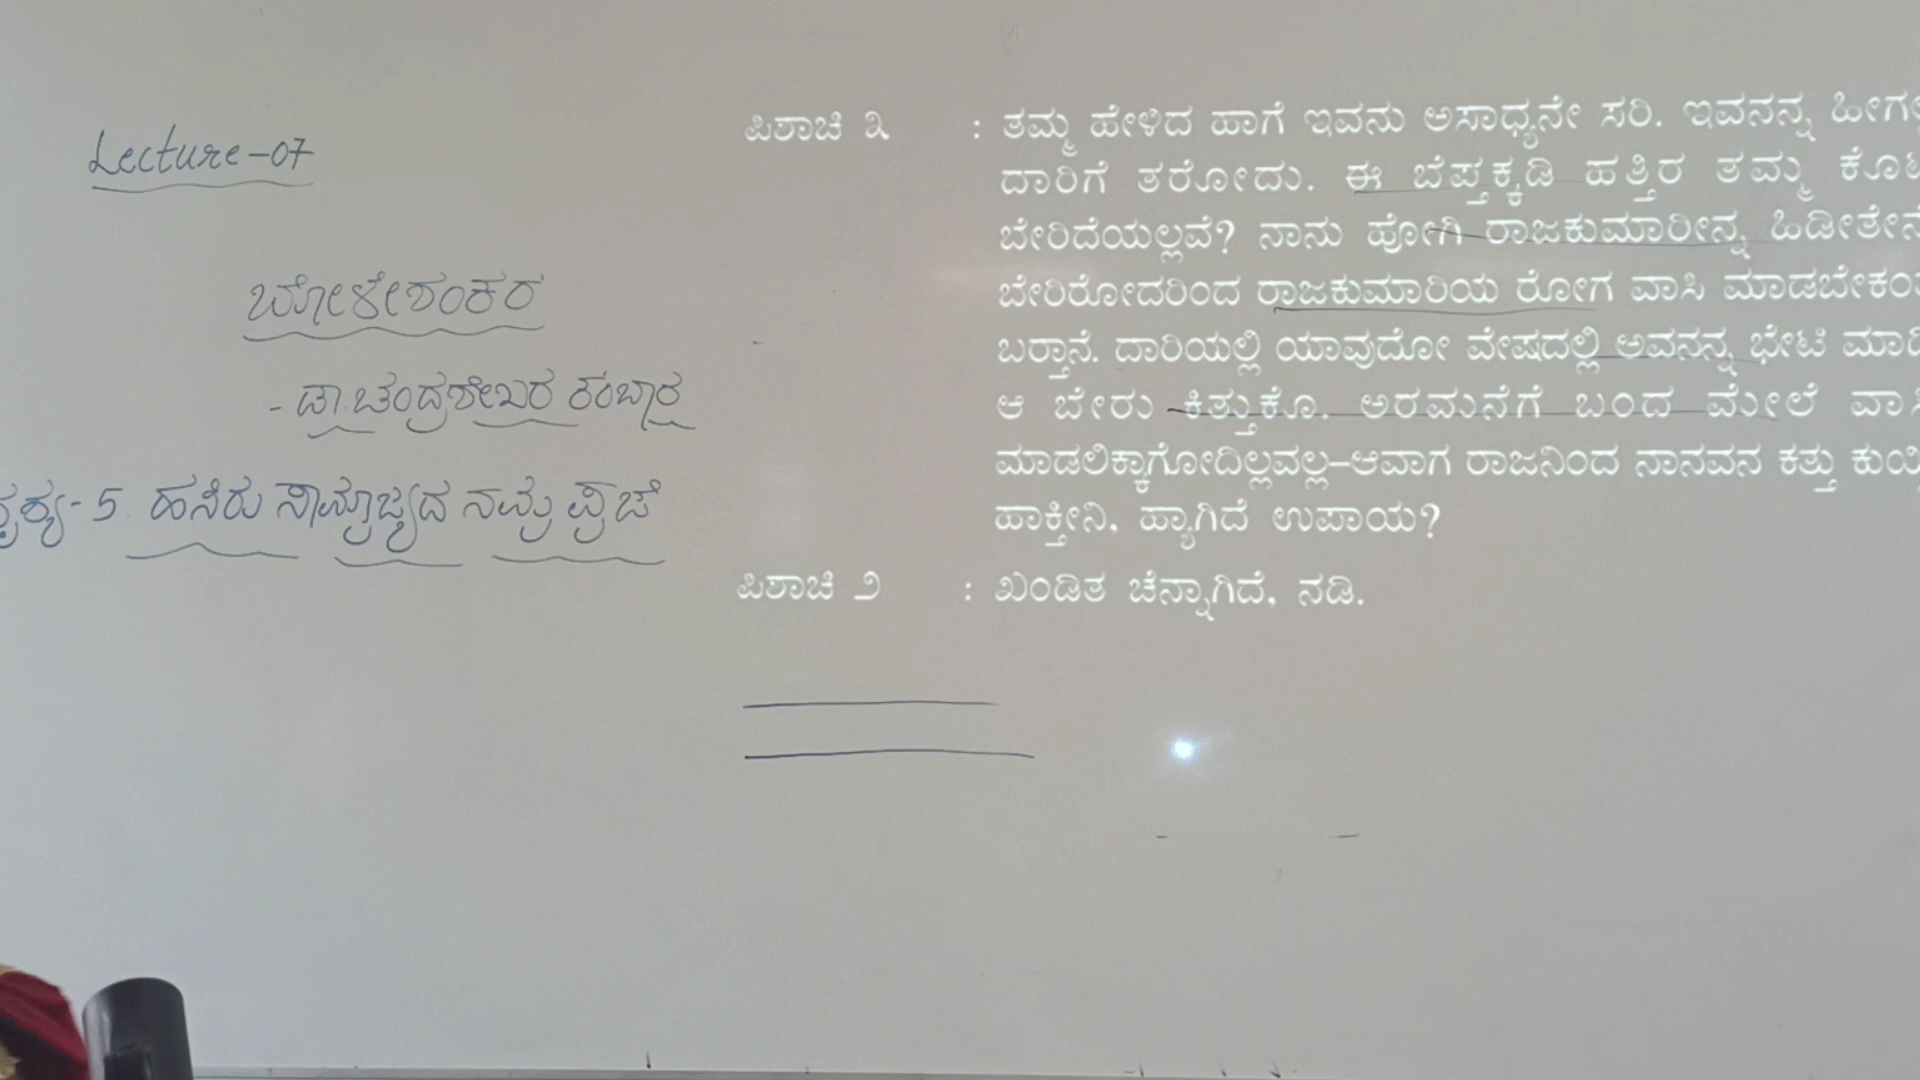 Lecture-07
ಬೋಳೇಶಂಕರ
- ಡಾ. ಚಂದ್ರಶೇಖರ ಕಂಬಾರ
ದೃಶ್ಯ- 5 ಹಸಿರು ಸಾಮ್ರಾಜ್ಯದ ನಮ್ರ ಪ್ರಜೆ
ಪಿಶಾಚಿ ೩ : ತಮ್ಮ ಹೇಳಿದ ಹಾಗೆ ಇವನು ಅಸಾಧ್ಯನೇ ಸರಿ. ಇವನನ್ನ
ದಾರಿಗೆ ತರೋದು. ಈ ಬೆಪ್ತಕ್ಕಡಿ ಹತ್ತಿರ ತಮ್ಮ
ಬೇರಿದೆಯಲ್ಲವೆ? ನಾನು ಹೋಗಿ ರಾಜಕುಮಾರೀನ್ನ ಹಿಡೀತೇನೆ
ಬೇರಿರೋದರಿಂದ ರಾಜಕುಮಾರಿಯ ರೋಗ ವಾಸಿ
ಬರ್‍ತಾನೆ. ದಾರಿಯಲ್ಲಿ ಯಾವುದೋ ವೇಷದಲ್ಲಿ ಅವನನ್ನ ಭೇಟಿ
ಆ ಬೇರು ಕಿತ್ತುಕೊ. ಅರಮನೆಗೆ ಬಂದ ಮೇಲೆ ವಾಸಿ
ಮಾಡಲಿಕ್ಕಾಗೋದಿಲ್ಲವಲ್ಲ–ಆವಾಗ ರಾಜನಿಂದ ನಾನವನ ಕತ್ತು
ಹಾಕ್ತೀನಿ, ಹ್ಯಾಗಿದೆ ಉಪಾಯ?
ಪಿಶಾಚಿ ೨ : ಖಂಡಿತ ಚೆನ್ನಾಗಿದೆ, ನಡಿ.